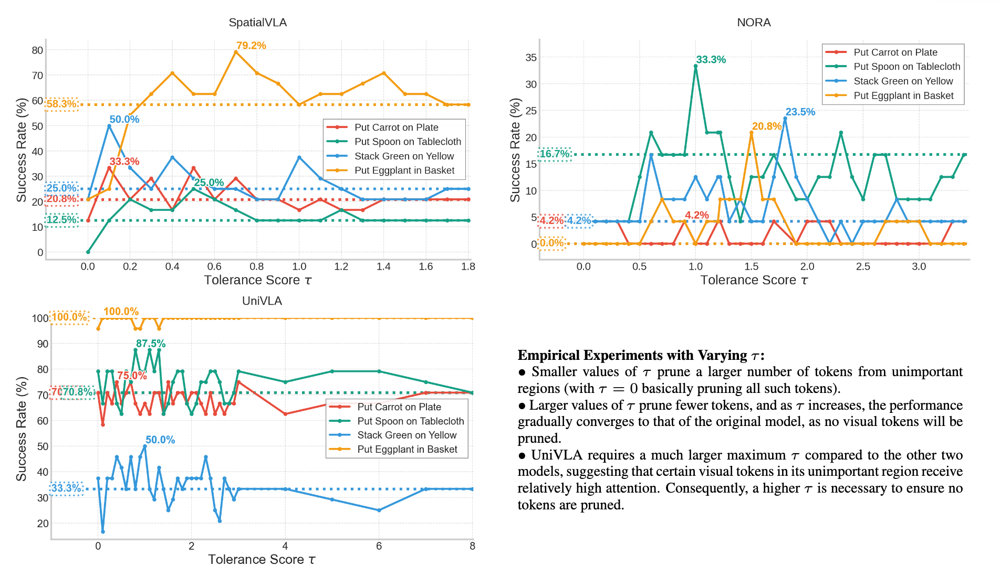 SpatialVLA
79.2%
80
70
60
58.3%
50.0%
50
40
33.3%
30
25.0%
25.0%
20
20.8%
12.5%
10
0
Success Rate (%)
Put Carrot on Plate
Put Spoon on Tablecloth
Stack Green on Yellow
Put Eggplant in Basket
0.0 0.2 0.4 0.6 0.8 1.0 1.2 1.4 1.6 1.8
Tolerance Score τ
NORA
35
33.3%
30
25
23.5%
20.8%
20
16.7%
15
10
5
4.2%
4.2% 4.2%
0
0.0%
Success Rate (%)
Put Carrot on Plate
Put Spoon on Tablecloth
Stack Green on Yellow
Put Eggplant in Basket
0.0 0.5 1.0 1.5 2.0 2.5 3.0
Tolerance Score τ
UniVLA
100.0%
100 100.0%
90
87.5%
80
75.0%
70
70.8%
60
50
50.0%
40
33.3%
30
20
Success Rate (%)
Put Carrot on Plate
Put Spoon on Tablecloth
Stack Green on Yellow
Put Eggplant in Basket
0 2 4 6 8
Tolerance Score τ
Empirical Experiments with Varying τ:
● Smaller values of τ prune a larger number of tokens from unimportant
regions (with τ = 0 basically pruning all such tokens).
● Larger values of τ prune fewer tokens, and as τ increases, the performance
gradually converges to that of the original model, as no visual tokens will be
pruned.
● UniVLA requires a much larger maximum τ compared to the other two
models, suggesting that certain visual tokens in its unimportant region receive
relatively high attention. Consequently, a higher τ is necessary to ensure no
tokens are pruned.